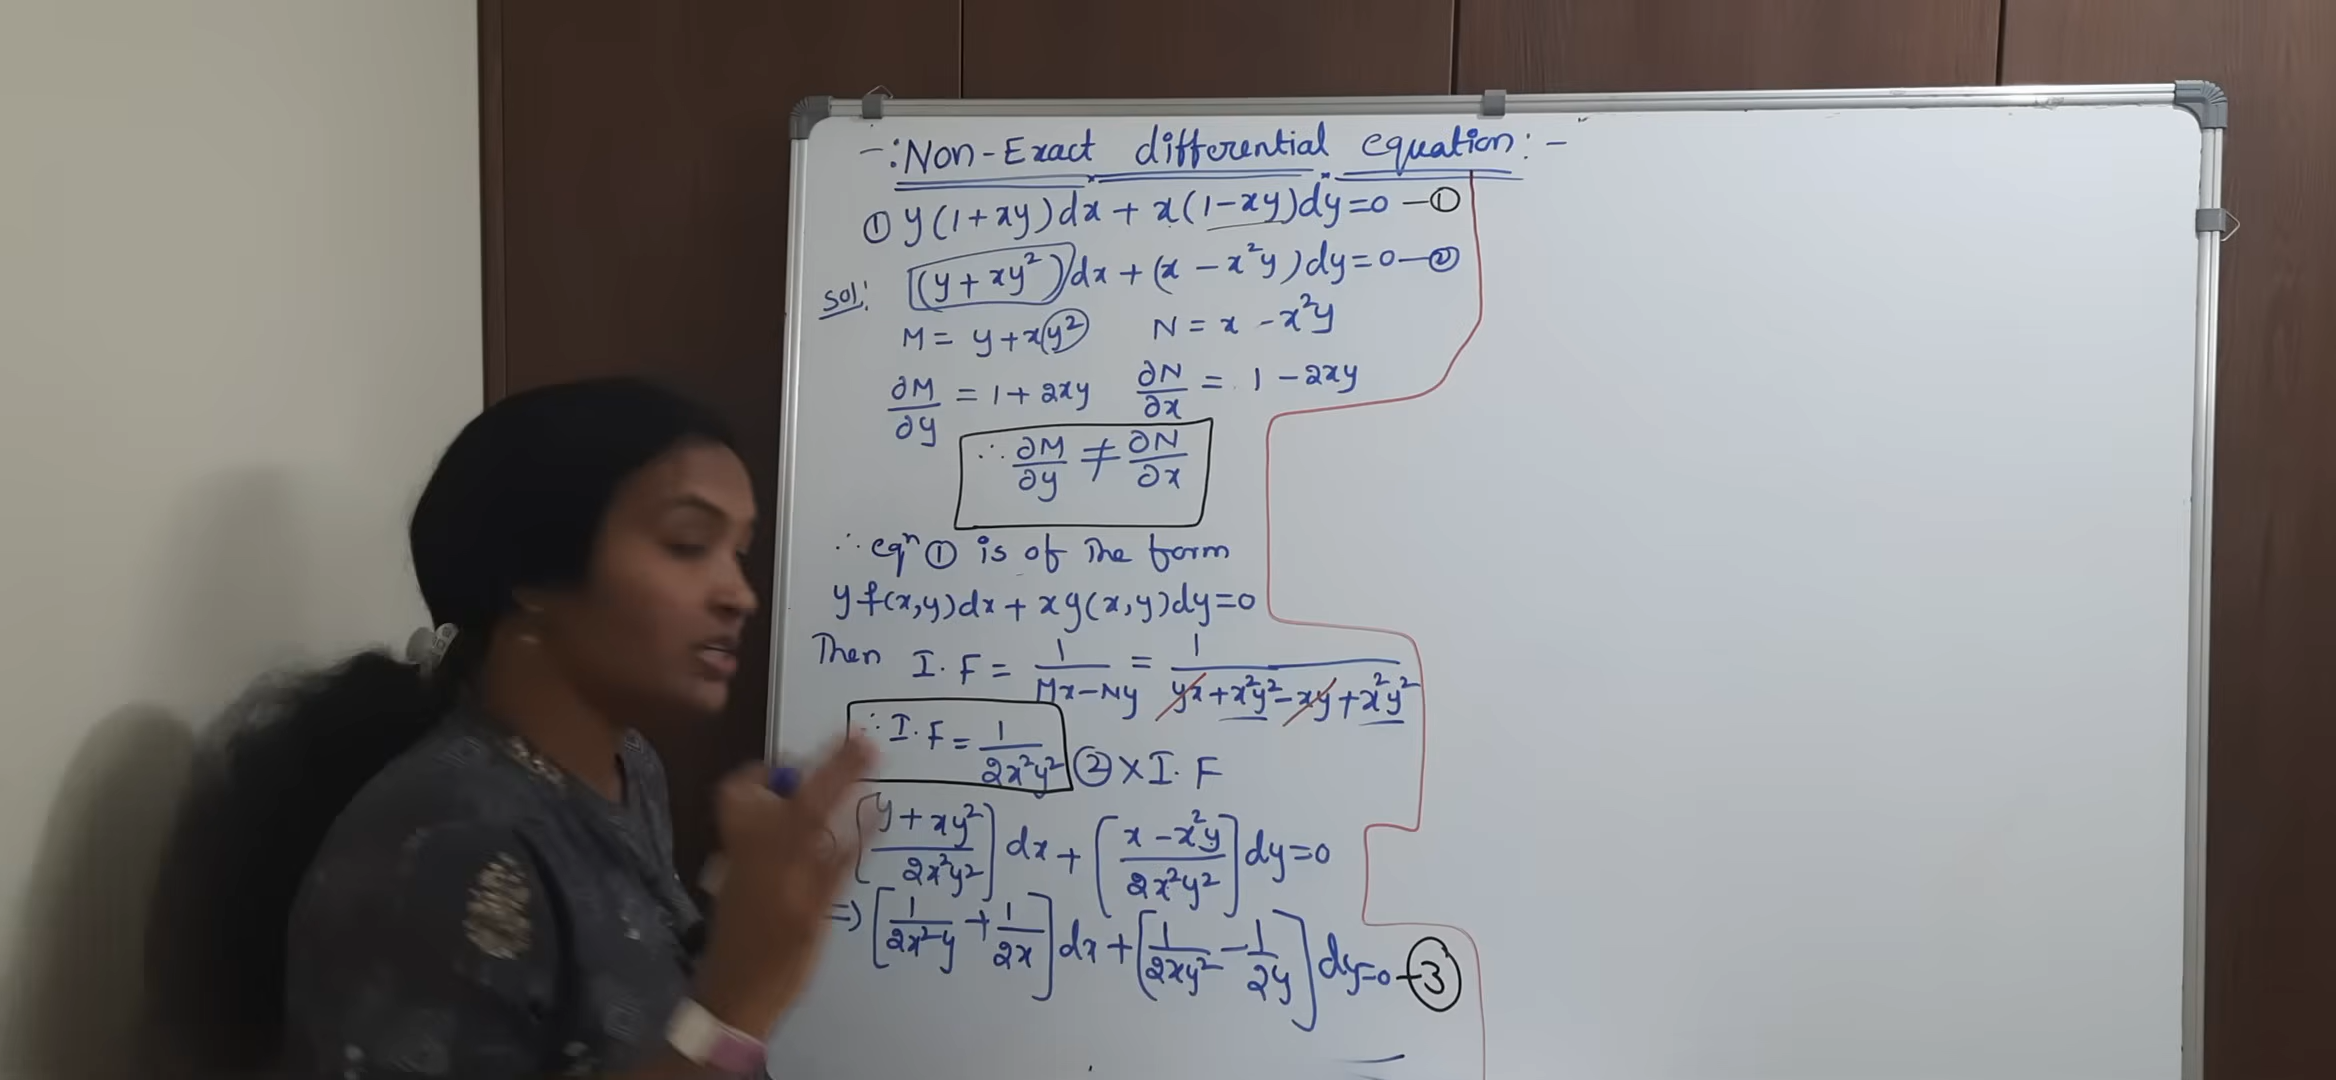 -: Non-Exact differential equation :-
① y(1+xy)dx + x(1-xy)dy=0 —①
Sol: (y+xy²)dx + (x - x²y)dy=0—②
M = y+xy² N = x - x²y
∂M/∂y = 1+2xy ∂N/∂x = 1-2xy
∴ ∂M/∂y ≠ ∂N/∂x
∴ eqⁿ ① is of The form
y f(x,y)dx + x g(x,y)dy=0
Then I.F = 1/(Mx-Ny) = 1/(yx+x²y²-xy+x²y²)
∴ I.F = 1/(2x²y²) ② × I.F
[(y+xy²)/(2x²y²)] dx + [(x-x²y)/(2x²y²)] dy=0
⇒ [1/(2x²y) + 1/(2x)] dx + [1/(2xy²) - 1/(2y)] dy=0 —③